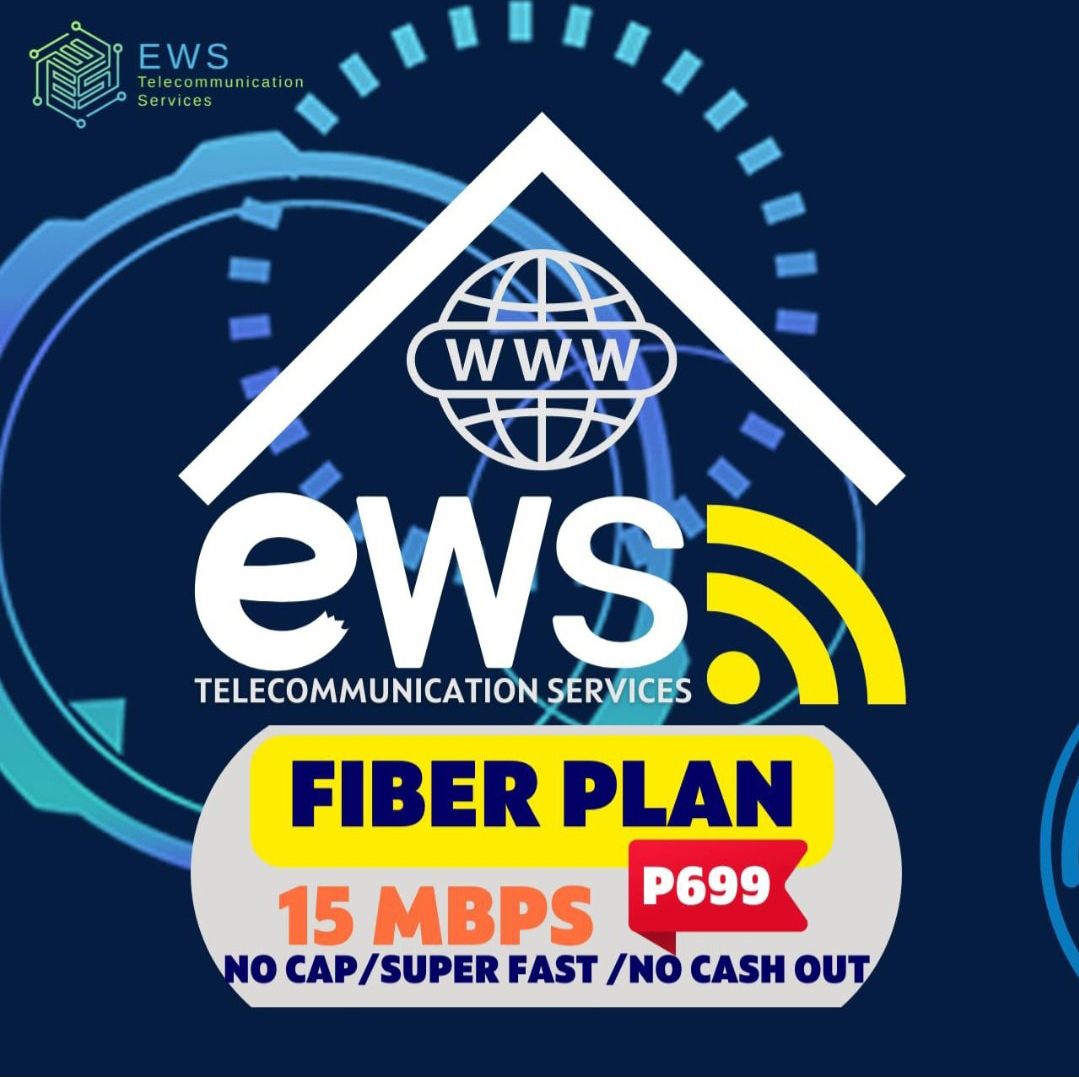 EWS
Telecommunication
Services
WWW
ews
TELECOMMUNICATION SERVICES
FIBER PLAN
P699
15 MBPS
NO CAP/SUPER FAST /NO CASH OUT